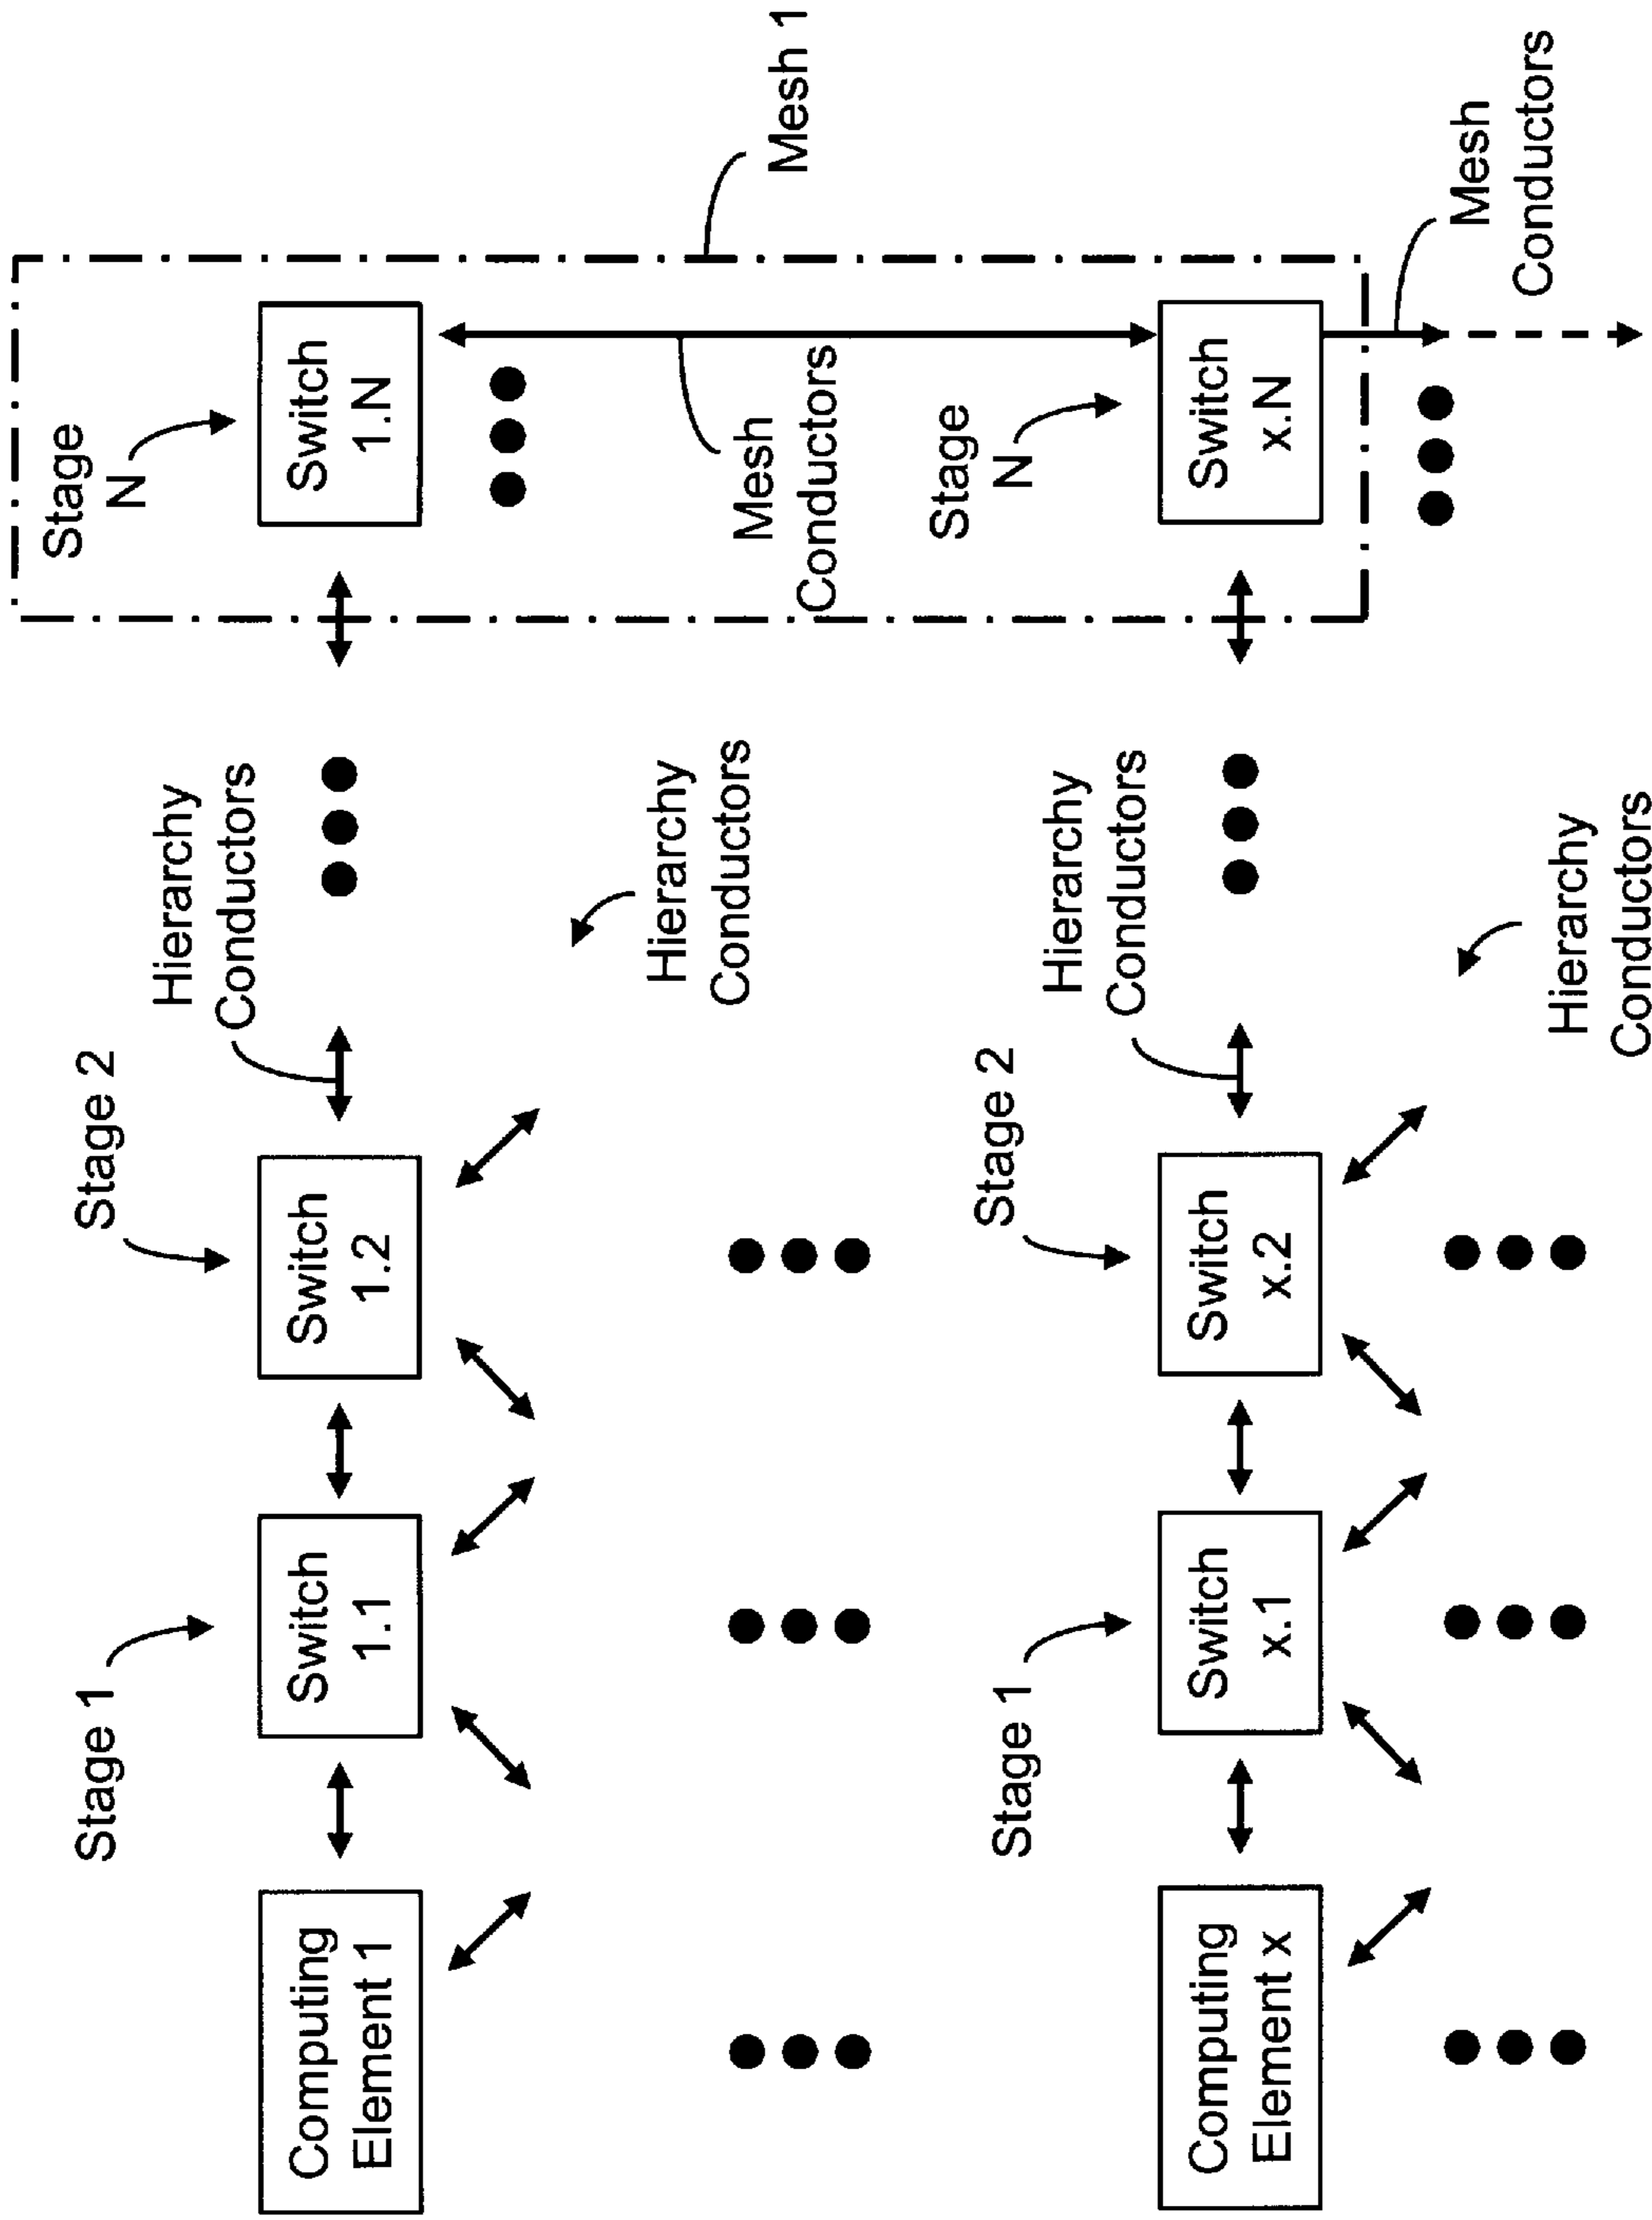 Stage 1
Stage 2
Stage
N
Hierarchy
Conductors
Computing
Element 1
Switch
1.1
Switch
1.2
Switch
1.N
Hierarchy
Conductors
Mesh
Conductors
Mesh 1
Stage 1
Stage 2
Stage
N
Hierarchy
Conductors
Computing
Element x
Switch
x.1
Switch
x.2
Switch
x.N
Hierarchy
Conductors
Mesh
Conductors